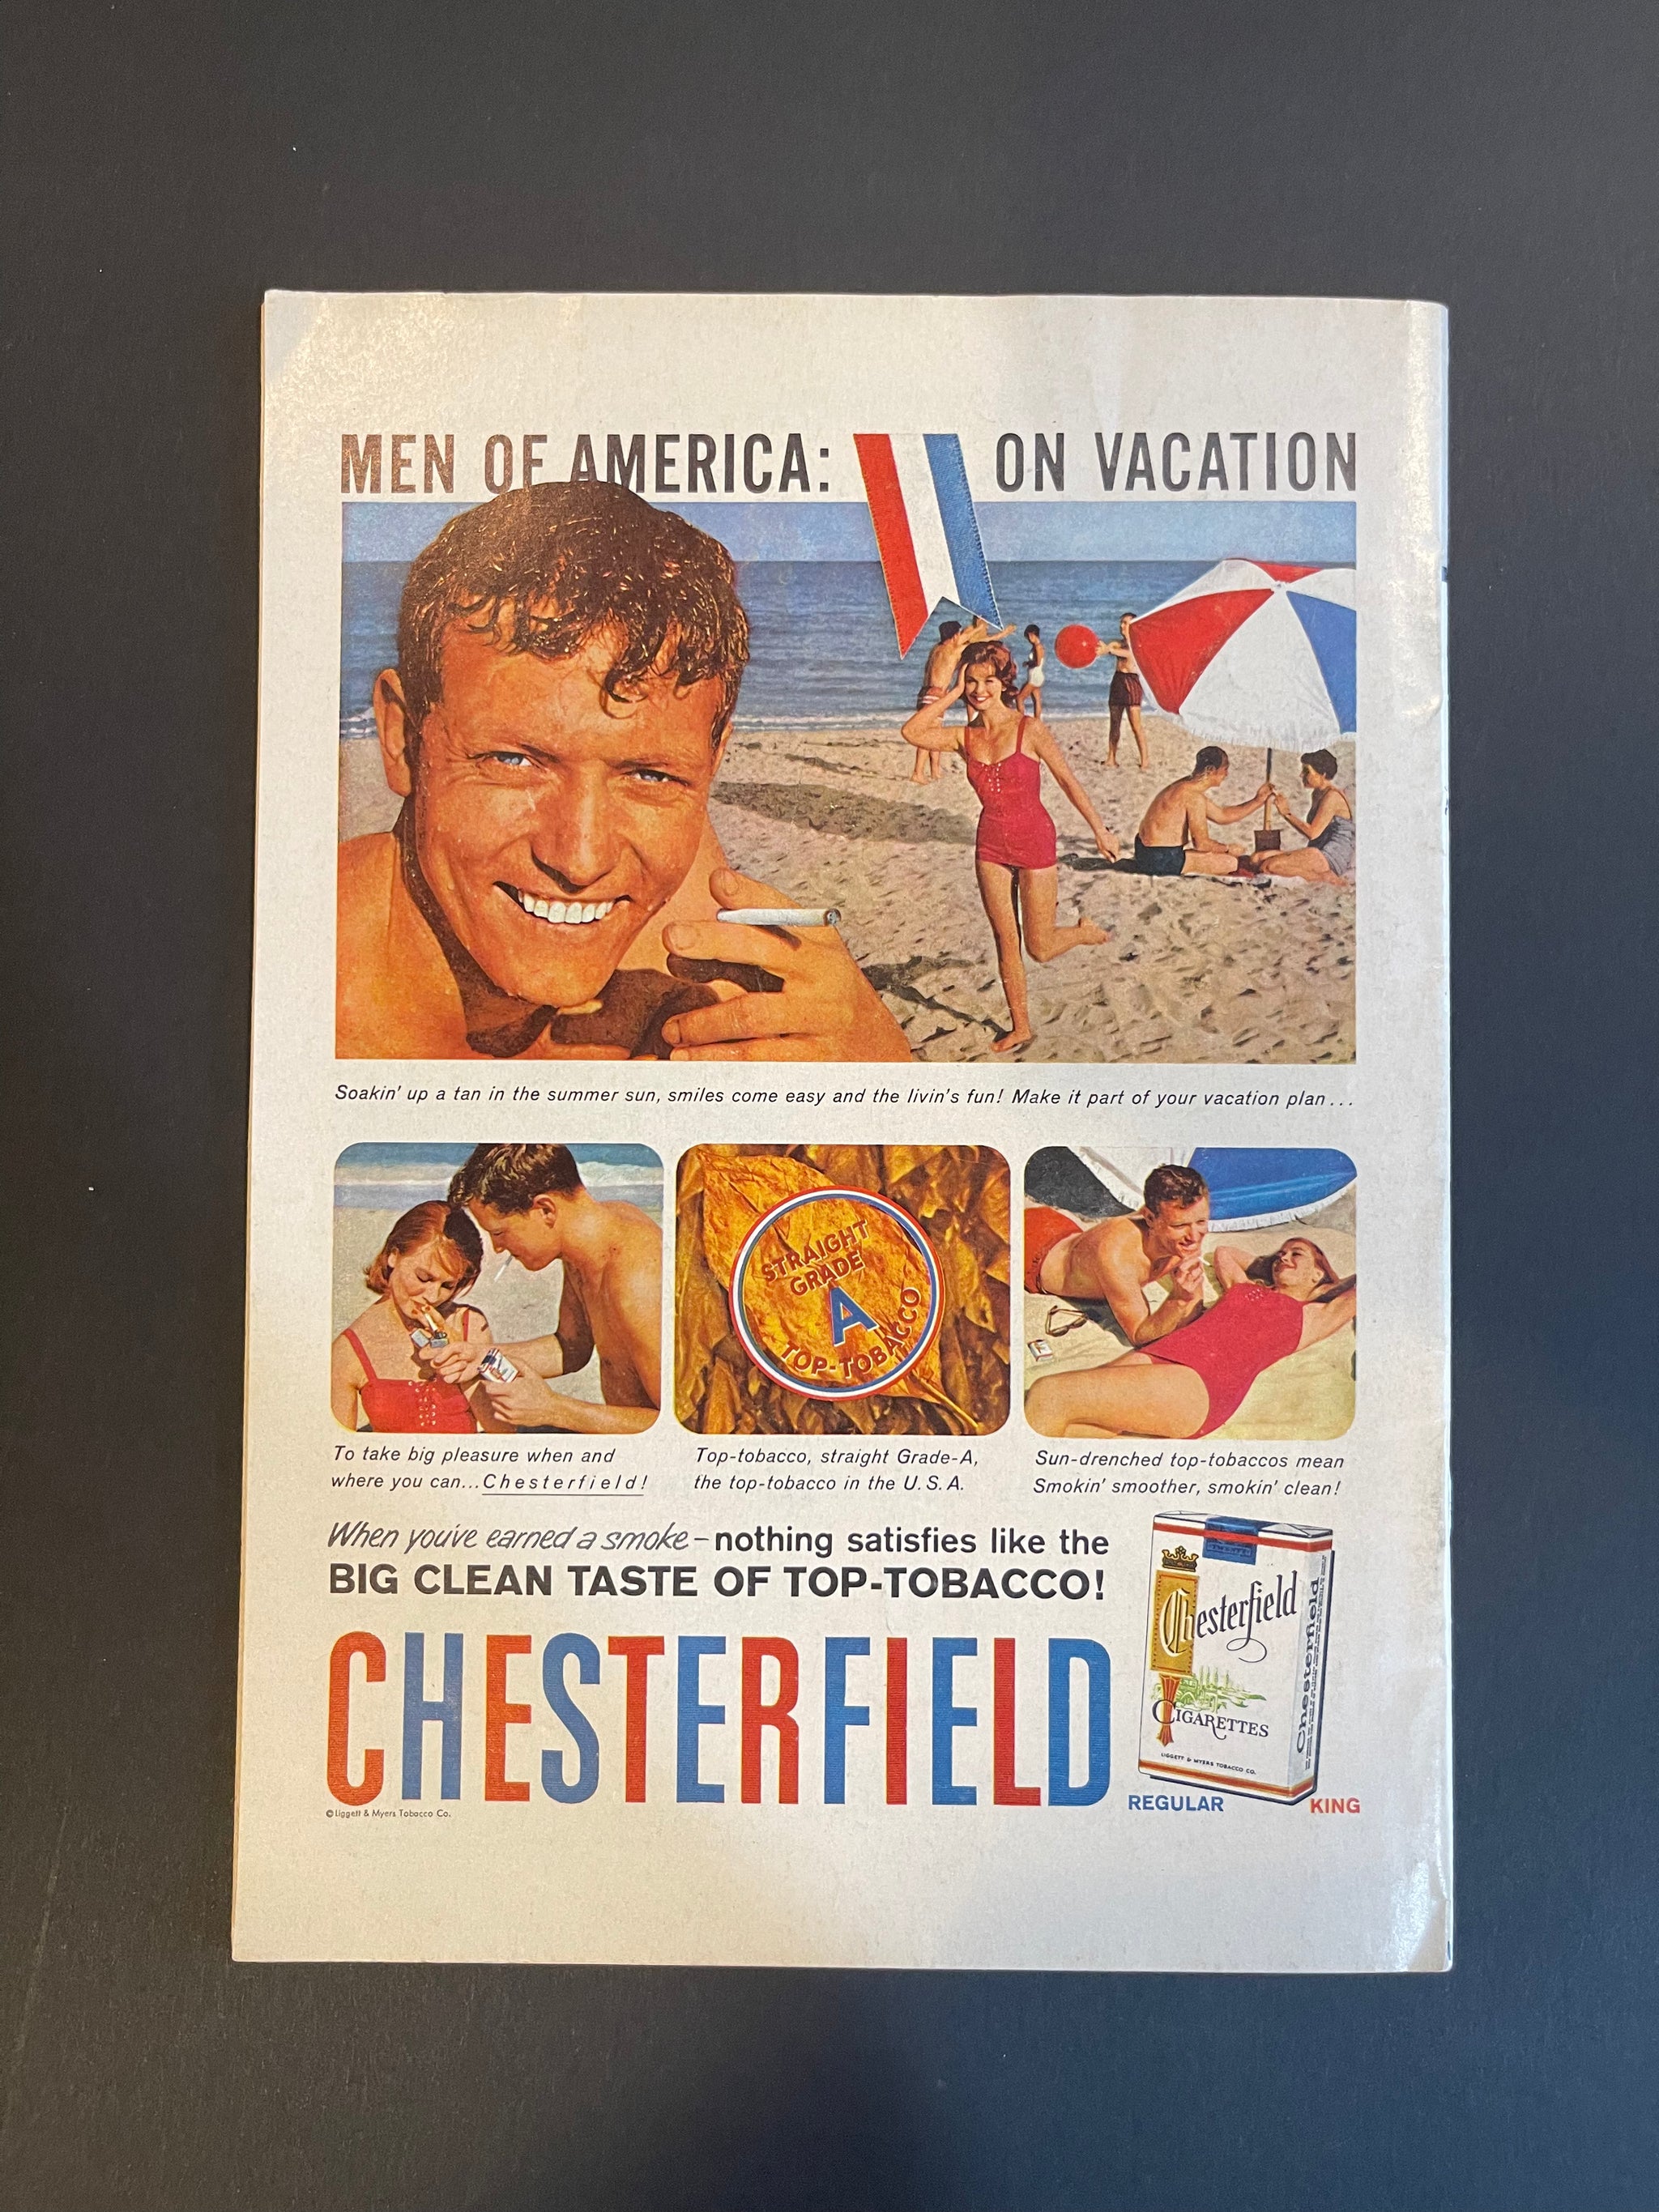 MEN OF AMERICA: ON VACATION
Soakin' up a tan in the summer sun, smiles come easy and the livin's fun! Make it part of your vacation plan...
STRAIGHT
GRADE
A
TOP-TOBACCO
To take big pleasure when and
where you can...Chesterfield!
Top-tobacco, straight Grade-A,
the top-tobacco in the U.S.A.
Sun-drenched top-tobaccos mean
Smokin' smoother, smokin' clean!
When you've earned a smoke – nothing satisfies like the
BIG CLEAN TASTE OF TOP-TOBACCO!
CHESTERFIELD
Chesterfield
CIGARETTES
LIGGETT & MYERS TOBACCO CO.
Chesterfield
REGULAR
KING
© Liggett & Myers Tobacco Co.